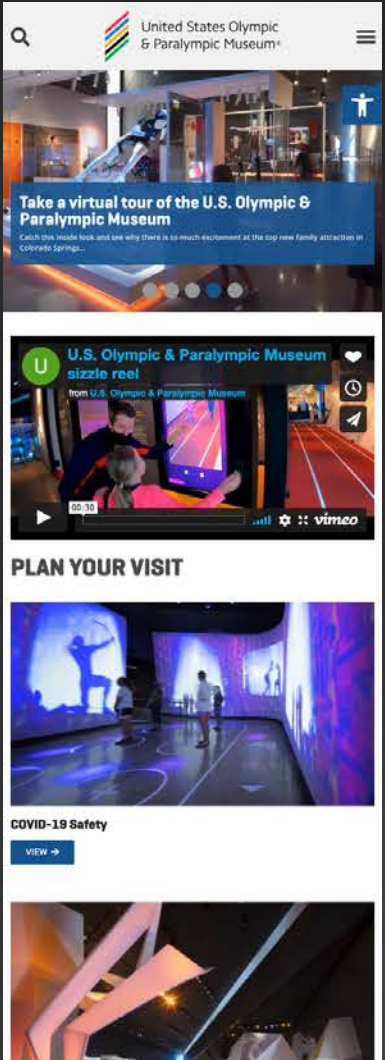 United States Olympic
& Paralympic Museum®
Take a virtual tour of the U.S. Olympic &
Paralympic Museum
Catch this inside look and see why there is so much excitement at the top new family attraction in
Colorado Springs...
U
U.S. Olympic & Paralympic Museum
sizzle reel
from U.S. Olympic & Paralympic Museum
00:30
vimeo
PLAN YOUR VISIT
COVID-19 Safety
VIEW →